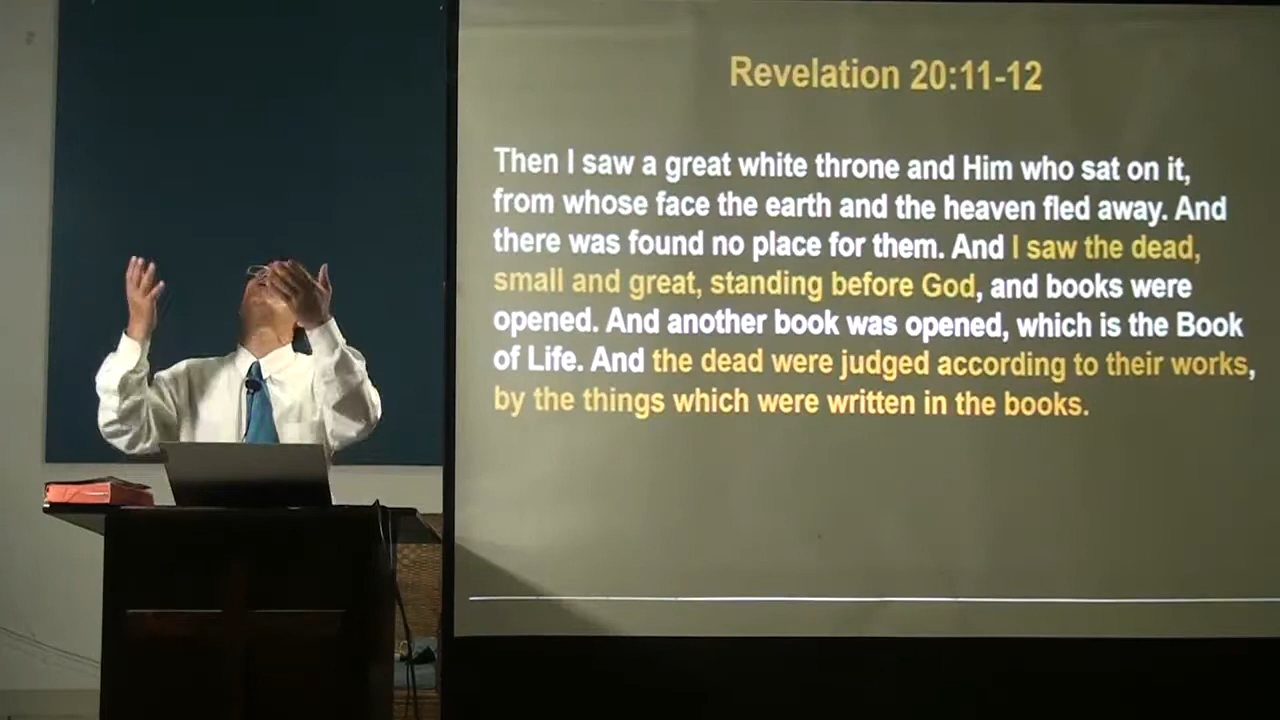 Revelation 20:11-12
Then I saw a great white throne and Him who sat on it,
from whose face the earth and the heaven fled away. And
there was found no place for them. And I saw the dead,
small and great, standing before God, and books were
opened. And another book was opened, which is the Book
of Life. And the dead were judged according to their works,
by the things which were written in the books.